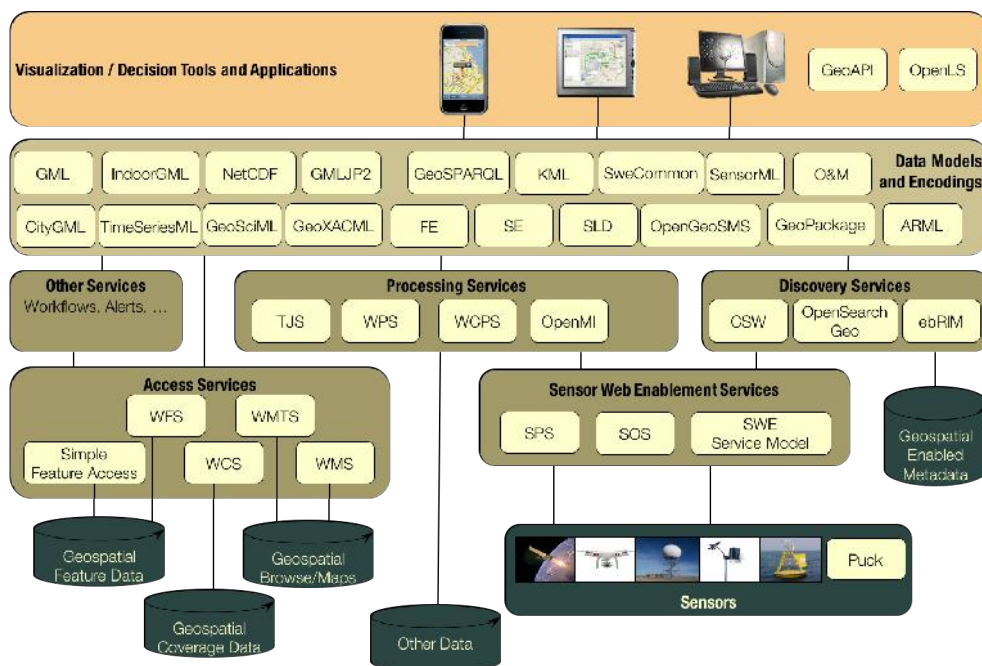 Visualization / Decision Tools and Applications
GeoAPI
OpenLS
GML
IndoorGML
NetCDF
GMLJP2
GeoSPARQL
KML
SweCommon
SensorML
O&M
Data Models
and Encodings
CityGML
TimeSeriesML
GeoSciML
GeoXACML
FE
SE
SLD
OpenGeoSMS
GeoPackage
ARML
Other Services
Workflows, Alerts, ...
Processing Services
TJS
WPS
WCPS
OpenMI
Discovery Services
CSW
OpenSearch
Geo
ebRIM
Access Services
WFS
WMTS
Simple
Feature Access
WCS
WMS
Sensor Web Enablement Services
SPS
SOS
SWE
Service Model
Geospatial
Enabled
Metadata
Geospatial
Feature Data
Geospatial
Browse/Maps
Geospatial
Coverage Data
Other Data
Puck
Sensors